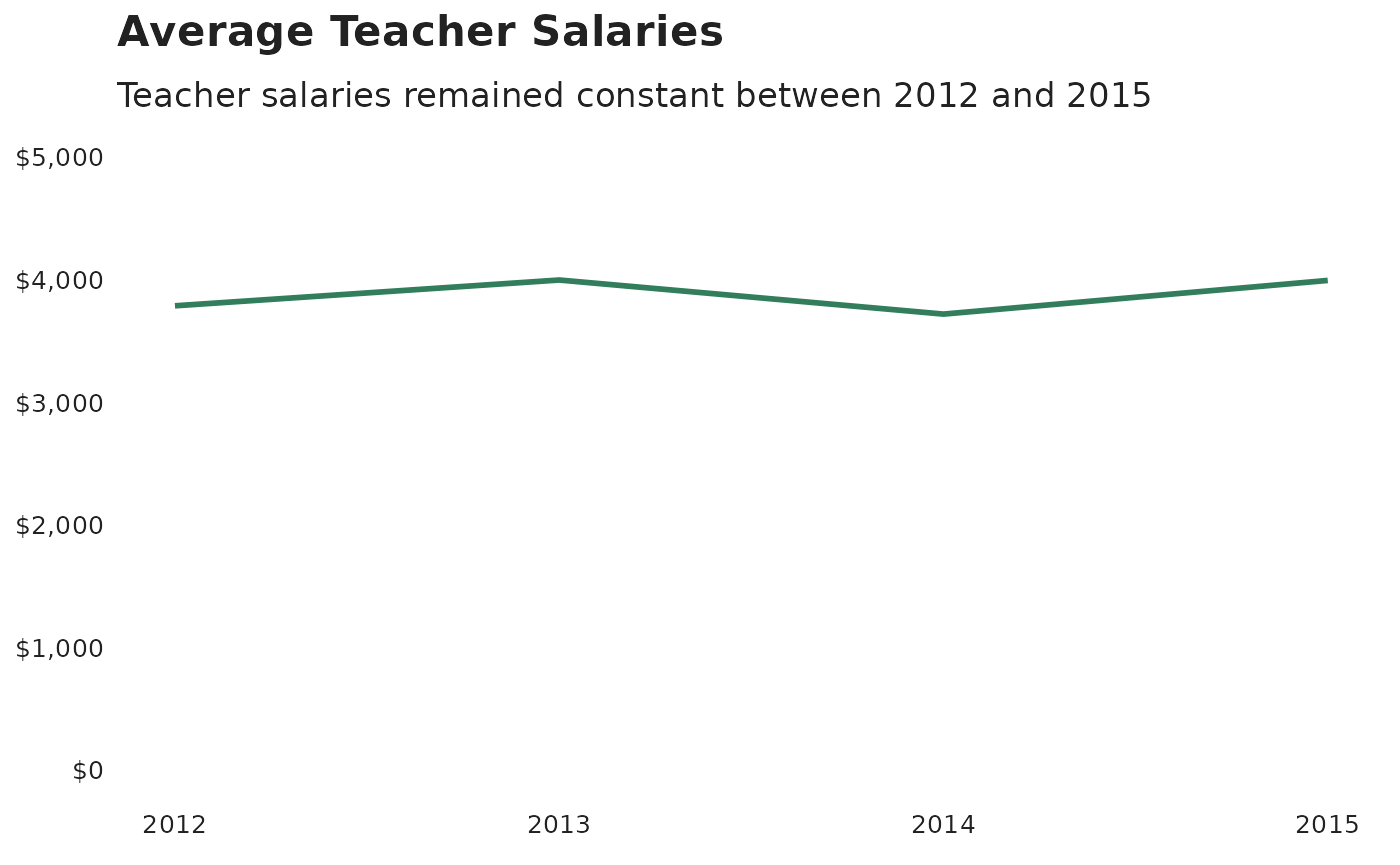 Average Teacher Salaries
Teacher salaries remained constant between 2012 and 2015
$5,000
$4,000
$3,000
$2,000
$1,000
$0
2012 2013 2014 2015